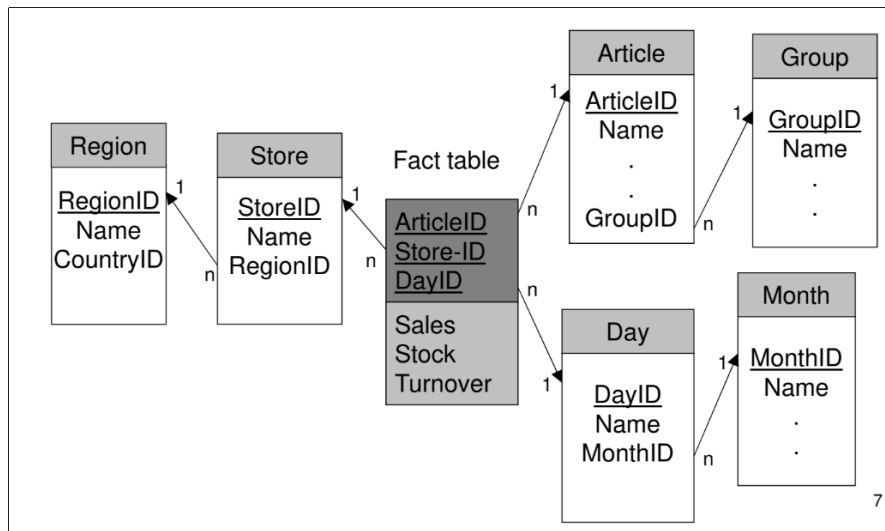 Region
RegionID
Name
CountryID
1
n
Store
StoreID
Name
RegionID
1
n
Fact table
ArticleID
Store-ID
DayID
Sales
Stock
Turnover
n
1
n
1
Article
ArticleID
Name
.
.
GroupID
n
1
Group
GroupID
Name
.
.
Day
DayID
Name
MonthID
n
1
Month
MonthID
Name
.
.
7